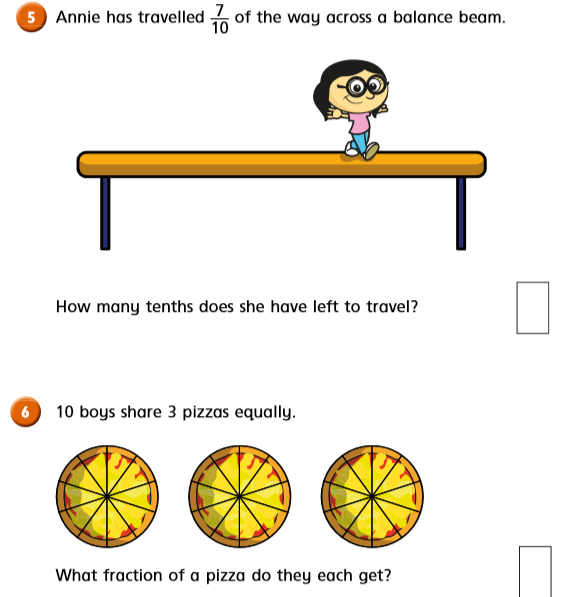 5 Annie has travelled 7/10 of the way across a balance beam.
How many tenths does she have left to travel?
6 10 boys share 3 pizzas equally.
What fraction of a pizza do they each get?